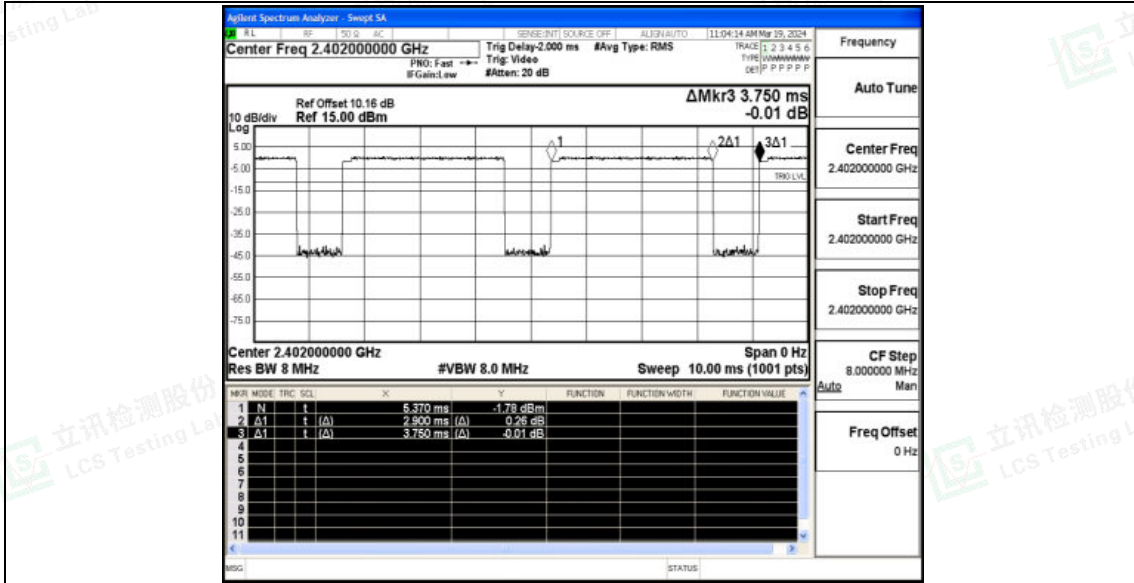 Agilent Spectrum Analyzer - Swept SA
RL RF 50 Ω AC SENSE:INT SOURCE OFF ALIGNAUTO 11:04:14 AM Mar 19, 2024
Center Freq 2.402000000 GHz
PNO: Fast
IFGain:Low
Trig Delay-2.000 ms #Avg Type: RMS
Trig: Video
#Atten: 20 dB
TRACE 1 2 3 4 5 6
TYPE
DET P P P P P P
Frequency
Auto Tune
Center Freq
2.402000000 GHz
Start Freq
2.402000000 GHz
Stop Freq
2.402000000 GHz
CF Step
8.000000 MHz
Auto Man
Freq Offset
0 Hz
ΔMkr3 3.750 ms
-0.01 dB
Ref Offset 10.16 dB
10 dB/div Ref 15.00 dBm
Log
5.00
-5.00
-15.0
-25.0
-35.0
-45.0
-55.0
-65.0
-75.0
1
2Δ1
3Δ1
TRIG LVL
Center 2.402000000 GHz Span 0 Hz
Res BW 8 MHz #VBW 8.0 MHz Sweep 10.00 ms (1001 pts)
MKR MODE TRC SCL X Y FUNCTION FUNCTION WIDTH FUNCTION VALUE
1 N t 5.370 ms -1.78 dBm
2 Δ1 t (Δ) 2.900 ms (Δ) 0.26 dB
3 Δ1 t (Δ) 3.750 ms (Δ) -0.01 dB
4
5
6
7
8
9
10
11
MSG STATUS
立讯检测股份
LCS Testing Lab
立讯检测股份
LCS Testing L